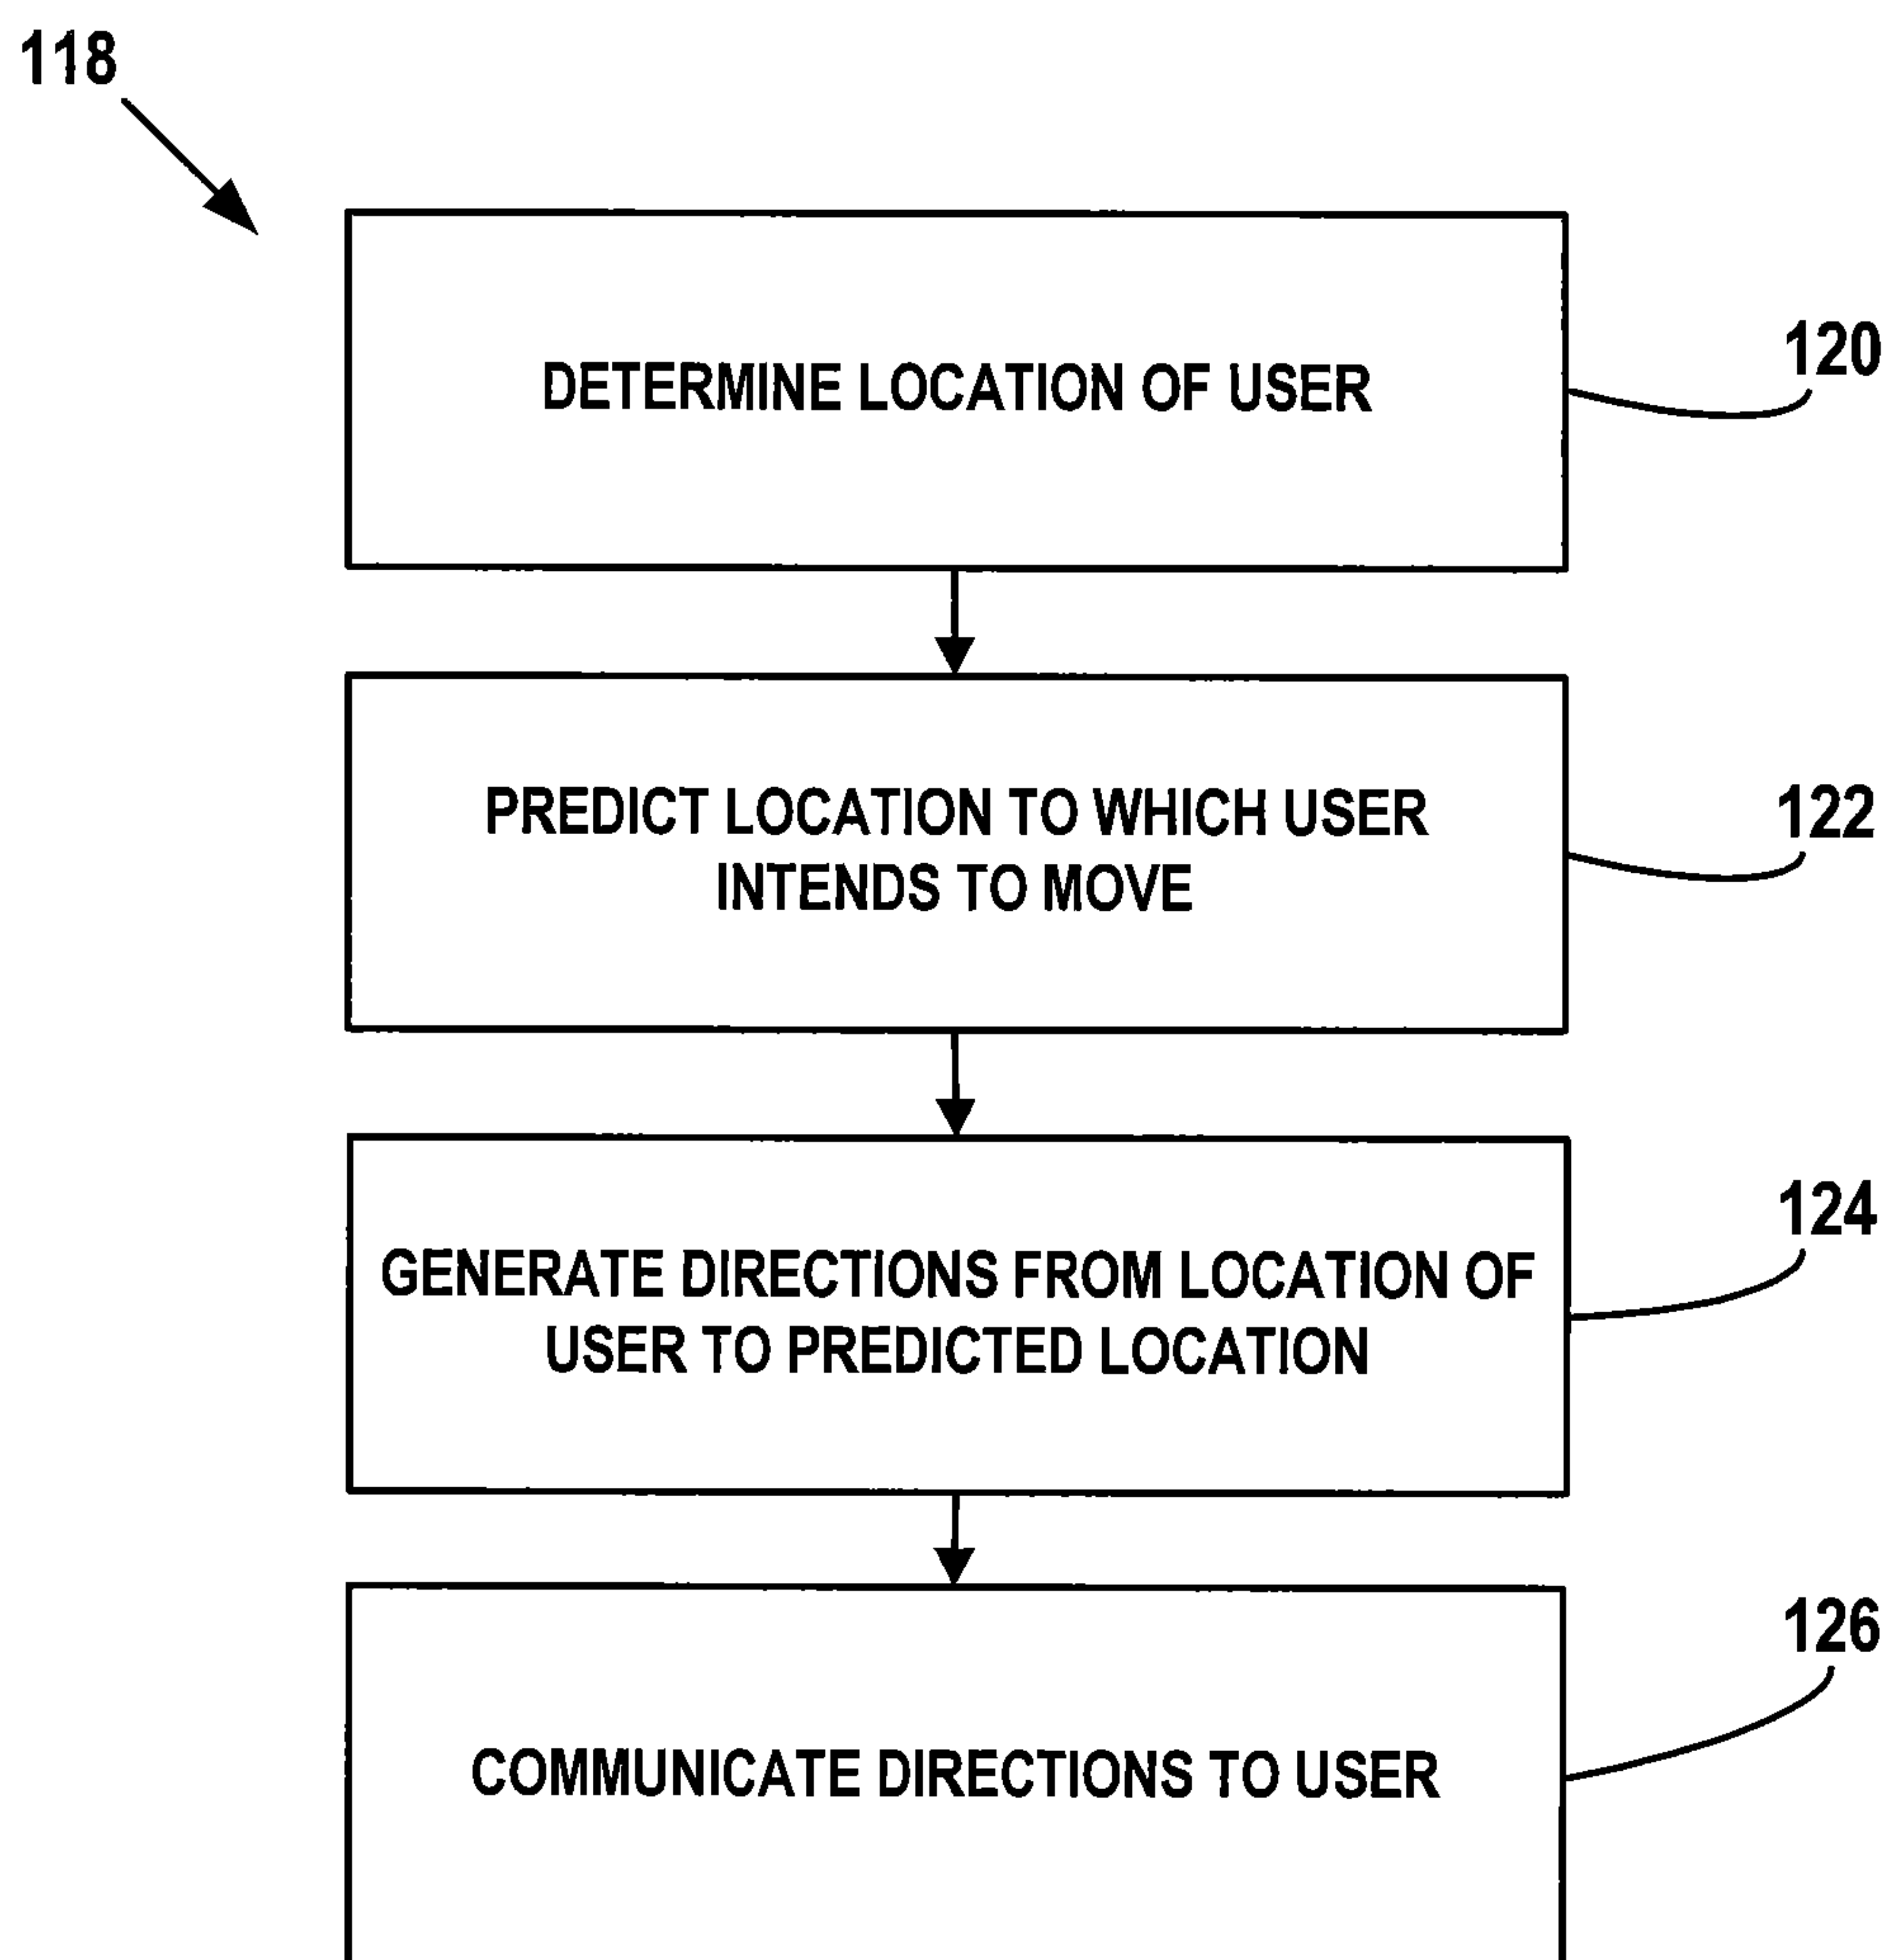 118
DETERMINE LOCATION OF USER
120
PREDICT LOCATION TO WHICH USER
INTENDS TO MOVE
122
GENERATE DIRECTIONS FROM LOCATION OF
USER TO PREDICTED LOCATION
124
COMMUNICATE DIRECTIONS TO USER
126